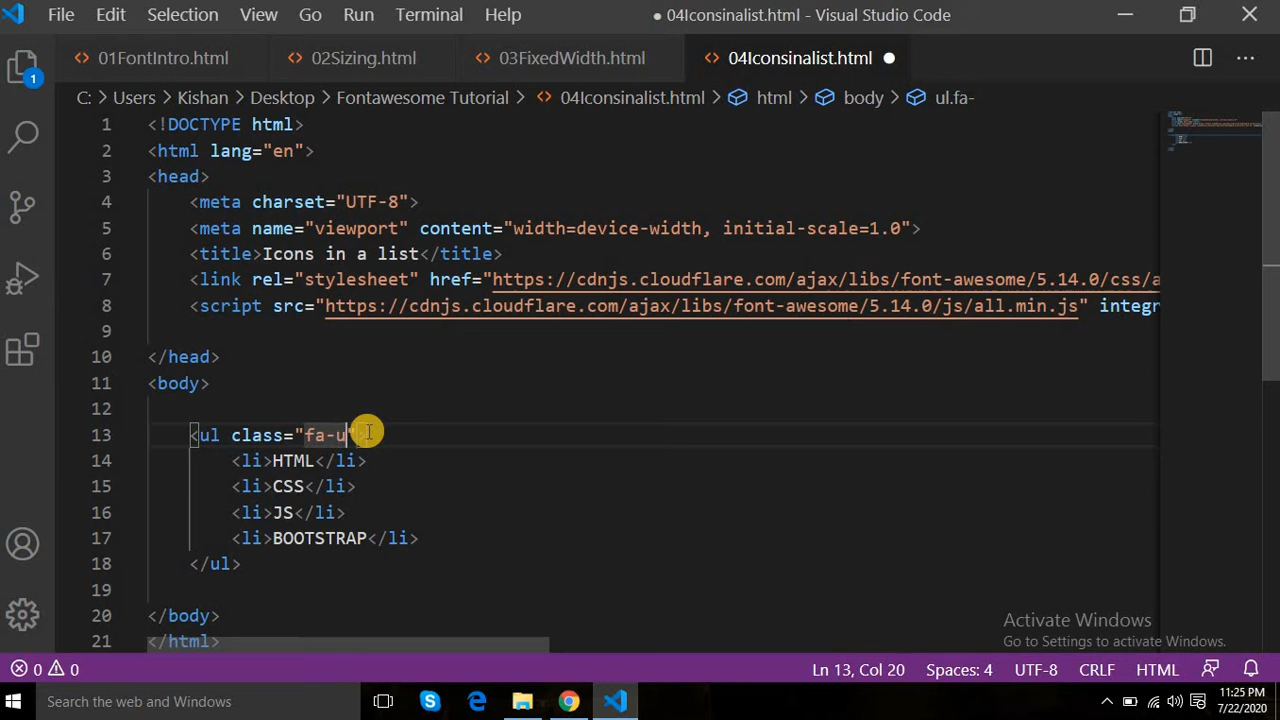 File Edit Selection View Go Run Terminal Help ● 04Iconsinalist.html - Visual Studio Code
01FontIntro.html 02Sizing.html 03FixedWidth.html 04Iconsinalist.html
C: > Users > Kishan > Desktop > Fontawesome Tutorial > 04Iconsinalist.html > html > body > ul.fa-
1 <!DOCTYPE html>
2 <html lang="en">
3 <head>
4 <meta charset="UTF-8">
5 <meta name="viewport" content="width=device-width, initial-scale=1.0">
6 <title>Icons in a list</title>
7 <link rel="stylesheet" href="https://cdnjs.cloudflare.com/ajax/libs/font-awesome/5.14.0/css/a
8 <script src="https://cdnjs.cloudflare.com/ajax/libs/font-awesome/5.14.0/js/all.min.js" integr
9
10 </head>
11 <body>
12
13 <ul class="fa-u">
14 <li>HTML</li>
15 <li>CSS</li>
16 <li>JS</li>
17 <li>BOOTSTRAP</li>
18 </ul>
19
20 </body>
21 </html>
1
Activate Windows
Go to Settings to activate Windows.
0 0 Ln 13, Col 20 Spaces: 4 UTF-8 CRLF HTML
Search the Windows
11:25 PM
7/22/2020